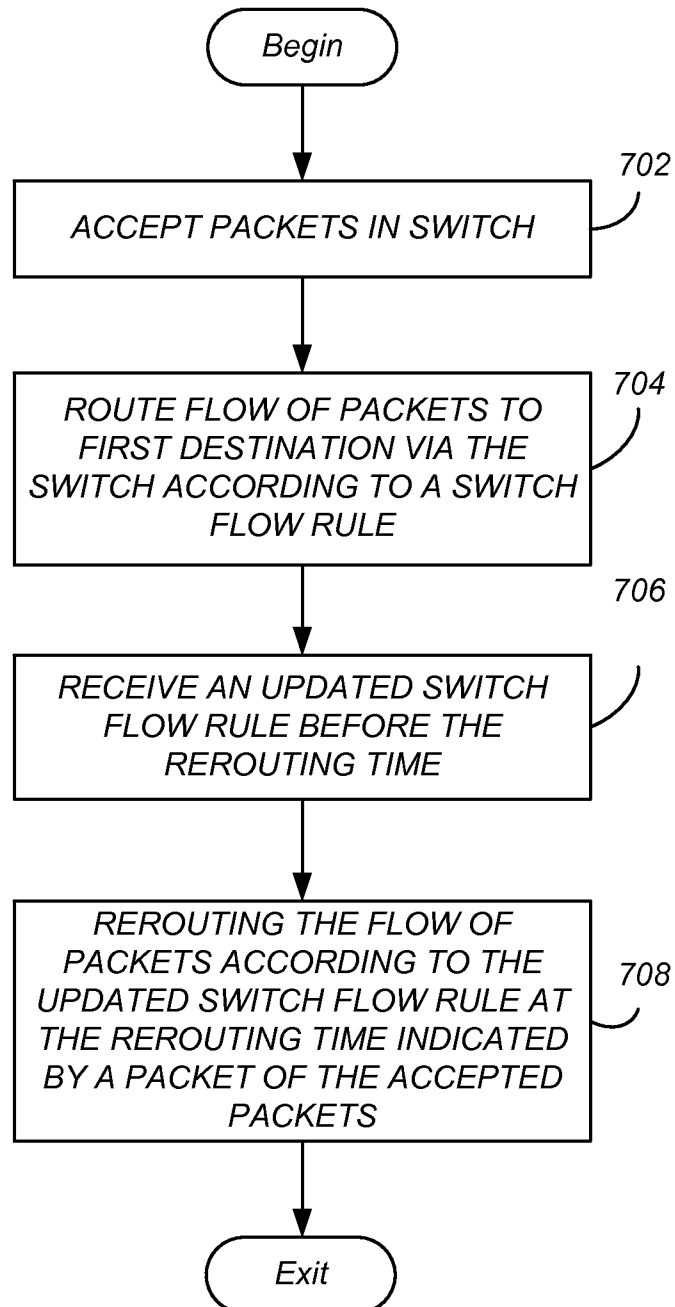 Begin
702
ACCEPT PACKETS IN SWITCH
704
ROUTE FLOW OF PACKETS TO
FIRST DESTINATION VIA THE
SWITCH ACCORDING TO A SWITCH
FLOW RULE
706
RECEIVE AN UPDATED SWITCH
FLOW RULE BEFORE THE
REROUTING TIME
708
REROUTING THE FLOW OF
PACKETS ACCORDING TO THE
UPDATED SWITCH FLOW RULE AT
THE REROUTING TIME INDICATED
BY A PACKET OF THE ACCEPTED
PACKETS
Exit